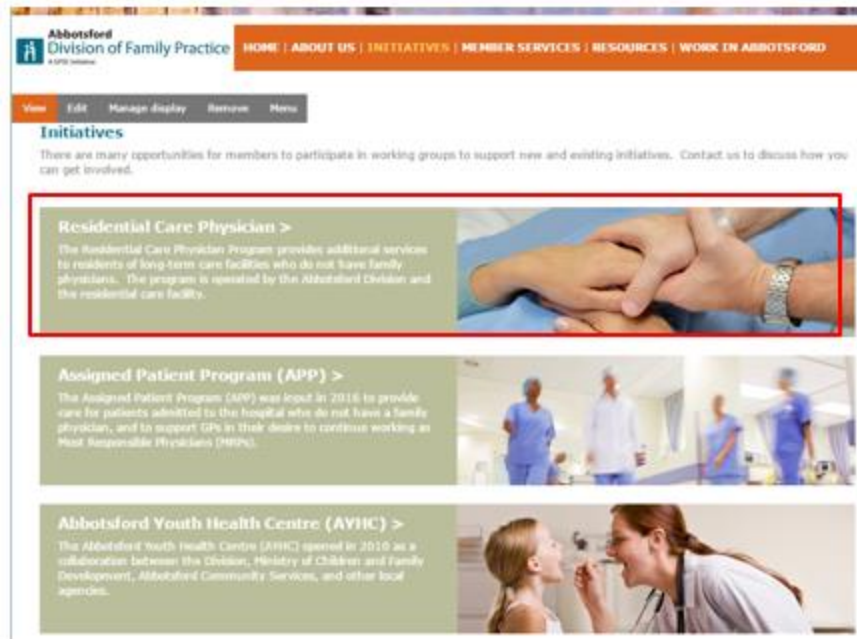 Abbotsford
Division of Family Practice
A GPSC initiative
HOME | ABOUT US | INITIATIVES | MEMBER SERVICES | RESOURCES | WORK IN ABBOTSFORD
View Edit Manage display Remove Menu
Initiatives
There are many opportunities for members to participate in working groups to support new and existing initiatives. Contact us to discuss how you
can get involved.
Residential Care Physician >
The Residential Care Physician Program provides additional services
to residents of long-term care facilities who do not have family
physicians. The program is operated by the Abbotsford Division and
the residential care facility.
Assigned Patient Program (APP) >
The Assigned Patient Program (APP) was input in 2016 to provide
care for patients admitted to the hospital who do not have a family
physician, and to support GPs in their desire to continue working as
Most Responsible Physicians (MRPs).
Abbotsford Youth Health Centre (AYHC) >
The Abbotsford Youth Health Centre (AYHC) opened in 2010 as a
collaboration between the Division, Ministry of Children and Family
Development, Abbotsford Community Services, and other local
agencies.